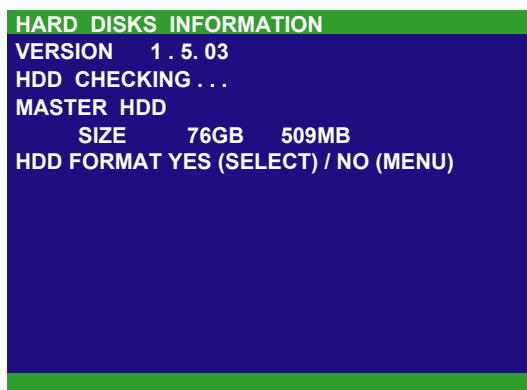 HARD DISKS INFORMATION
VERSION 1 . 5. 03
HDD CHECKING . . .
MASTER HDD
SIZE 76GB 509MB
HDD FORMAT YES (SELECT) / NO (MENU)